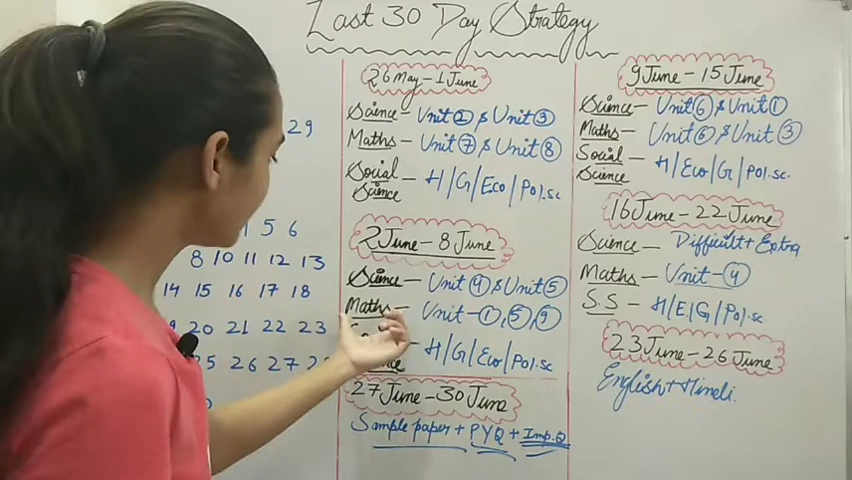 Last 30 Day Strategy
29
5 6
8 10 11 12 13
14 15 16 17 18
20 21 22 23
25 26 27
26 May - 1 June
Science - Unit 2 & Unit 3
Maths - Unit 7 & Unit 8
Social Science - H/G/Eco/Pol.sc
2 June - 8 June
Science - Unit 4 & Unit 5
Maths - Unit - 1, 5, 9
H/G/Eco/Pol.sc
27 June - 30 June
Sample paper + PYQ + Imp.Q
9 June - 15 June
Science - Unit 6 & Unit 1
Maths - Unit 6 & Unit 3
Social Science - H/Eco/G/Pol.sc.
16 June - 22 June
Science - Difficult + Extra
Maths - Unit - 4
S.S - H/E/G/Pol.sc
23 June - 26 June
English + Hindi.